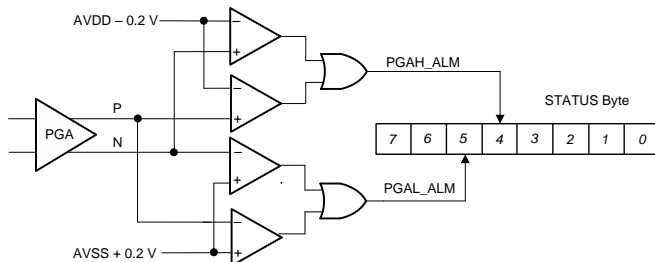 AVDD – 0.2 V
PGAH_ALM
STATUS Byte
PGA
P
N
7 6 5 4 3 2 1 0
PGAL_ALM
AVSS + 0.2 V
−
+
−
+
−
+
−
+